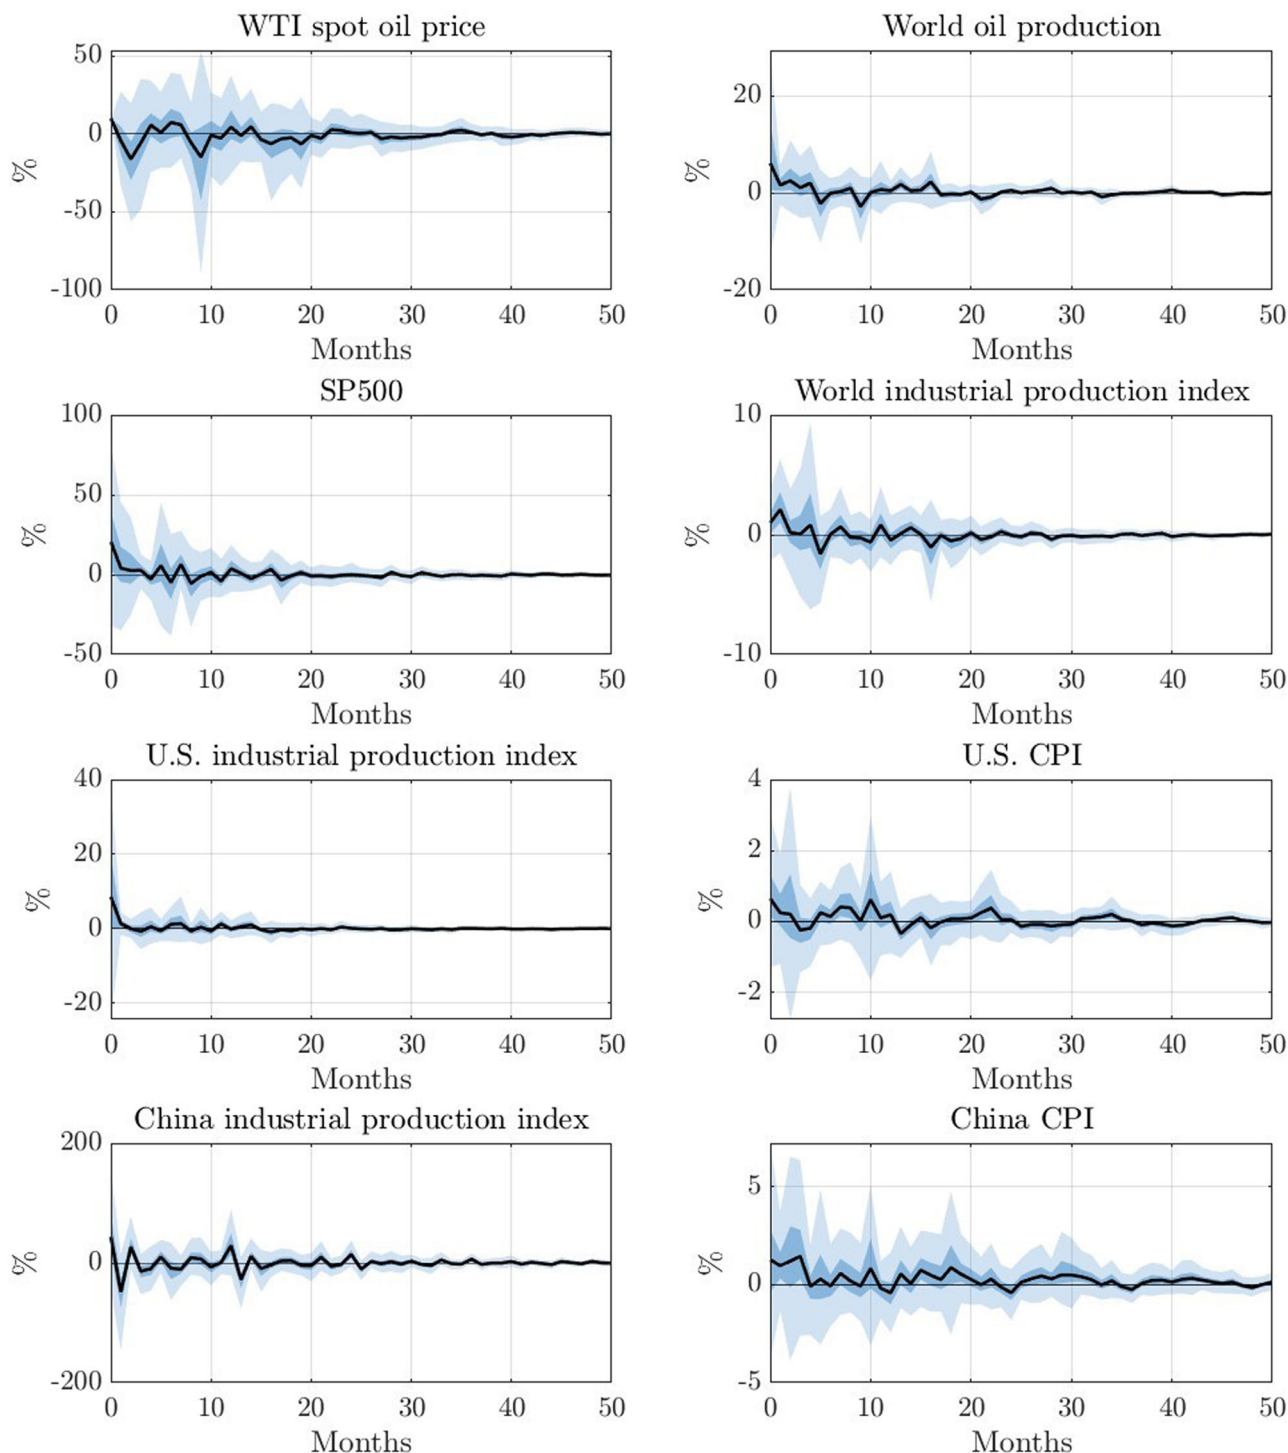 WTI spot oil price
50
0
-50
-100
%
0 10 20 30 40 50
Months
World oil production
20
0
-20
%
0 10 20 30 40 50
Months
SP500
100
50
0
-50
%
0 10 20 30 40 50
Months
World industrial production index
10
0
-10
%
0 10 20 30 40 50
Months
U.S. industrial production index
40
20
0
-20
%
0 10 20 30 40 50
Months
U.S. CPI
4
2
0
-2
%
0 10 20 30 40 50
Months
China industrial production index
200
0
-200
%
0 10 20 30 40 50
Months
China CPI
5
0
-5
%
0 10 20 30 40 50
Months